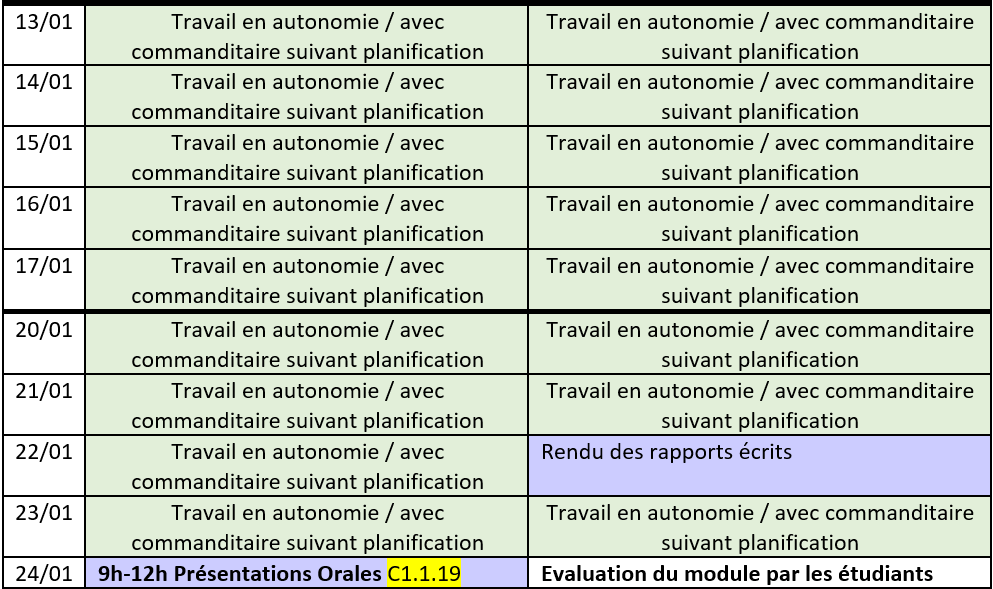 13/01 Travail en autonomie / avec Travail en autonomie / avec commanditaire
commanditaire suivant planification suivant planification
14/01 Travail en autonomie / avec Travail en autonomie / avec commanditaire
commanditaire suivant planification suivant planification
15/01 Travail en autonomie / avec Travail en autonomie / avec commanditaire
commanditaire suivant planification suivant planification
16/01 Travail en autonomie / avec Travail en autonomie / avec commanditaire
commanditaire suivant planification suivant planification
17/01 Travail en autonomie / avec Travail en autonomie / avec commanditaire
commanditaire suivant planification suivant planification
20/01 Travail en autonomie / avec Travail en autonomie / avec commanditaire
commanditaire suivant planification suivant planification
21/01 Travail en autonomie / avec Travail en autonomie / avec commanditaire
commanditaire suivant planification suivant planification
22/01 Travail en autonomie / avec Rendu des rapports écrits
commanditaire suivant planification
23/01 Travail en autonomie / avec Travail en autonomie / avec commanditaire
commanditaire suivant planification suivant planification
24/01 9h-12h Présentations Orales C1.1.19 Evaluation du module par les étudiants